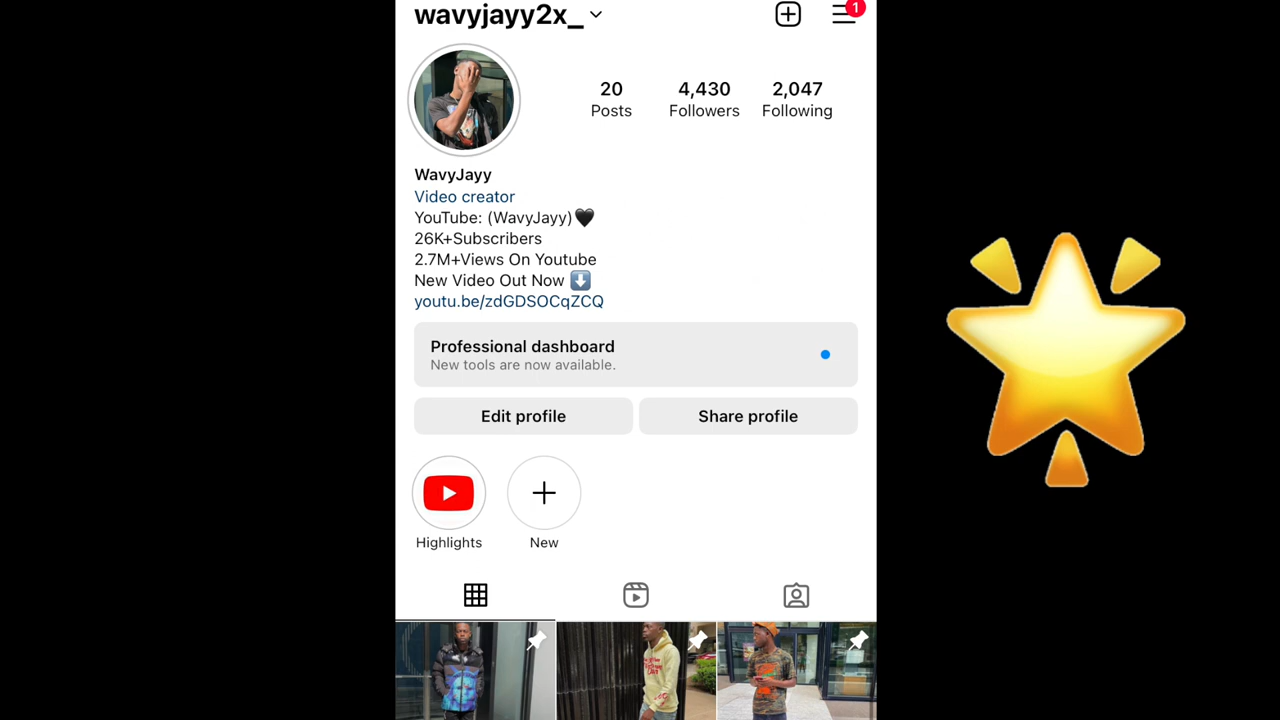 wavyjayy2x_
1
20 4,430 2,047
Posts Followers Following
WavyJayy
Video creator
YouTube: (WavyJayy)🖤
26K+Subscribers
2.7M+Views On Youtube
New Video Out Now ⬇️
youtu.be/zdGDSOCqZCQ
Professional dashboard
New tools are now available.
Edit profile Share profile
Highlights New